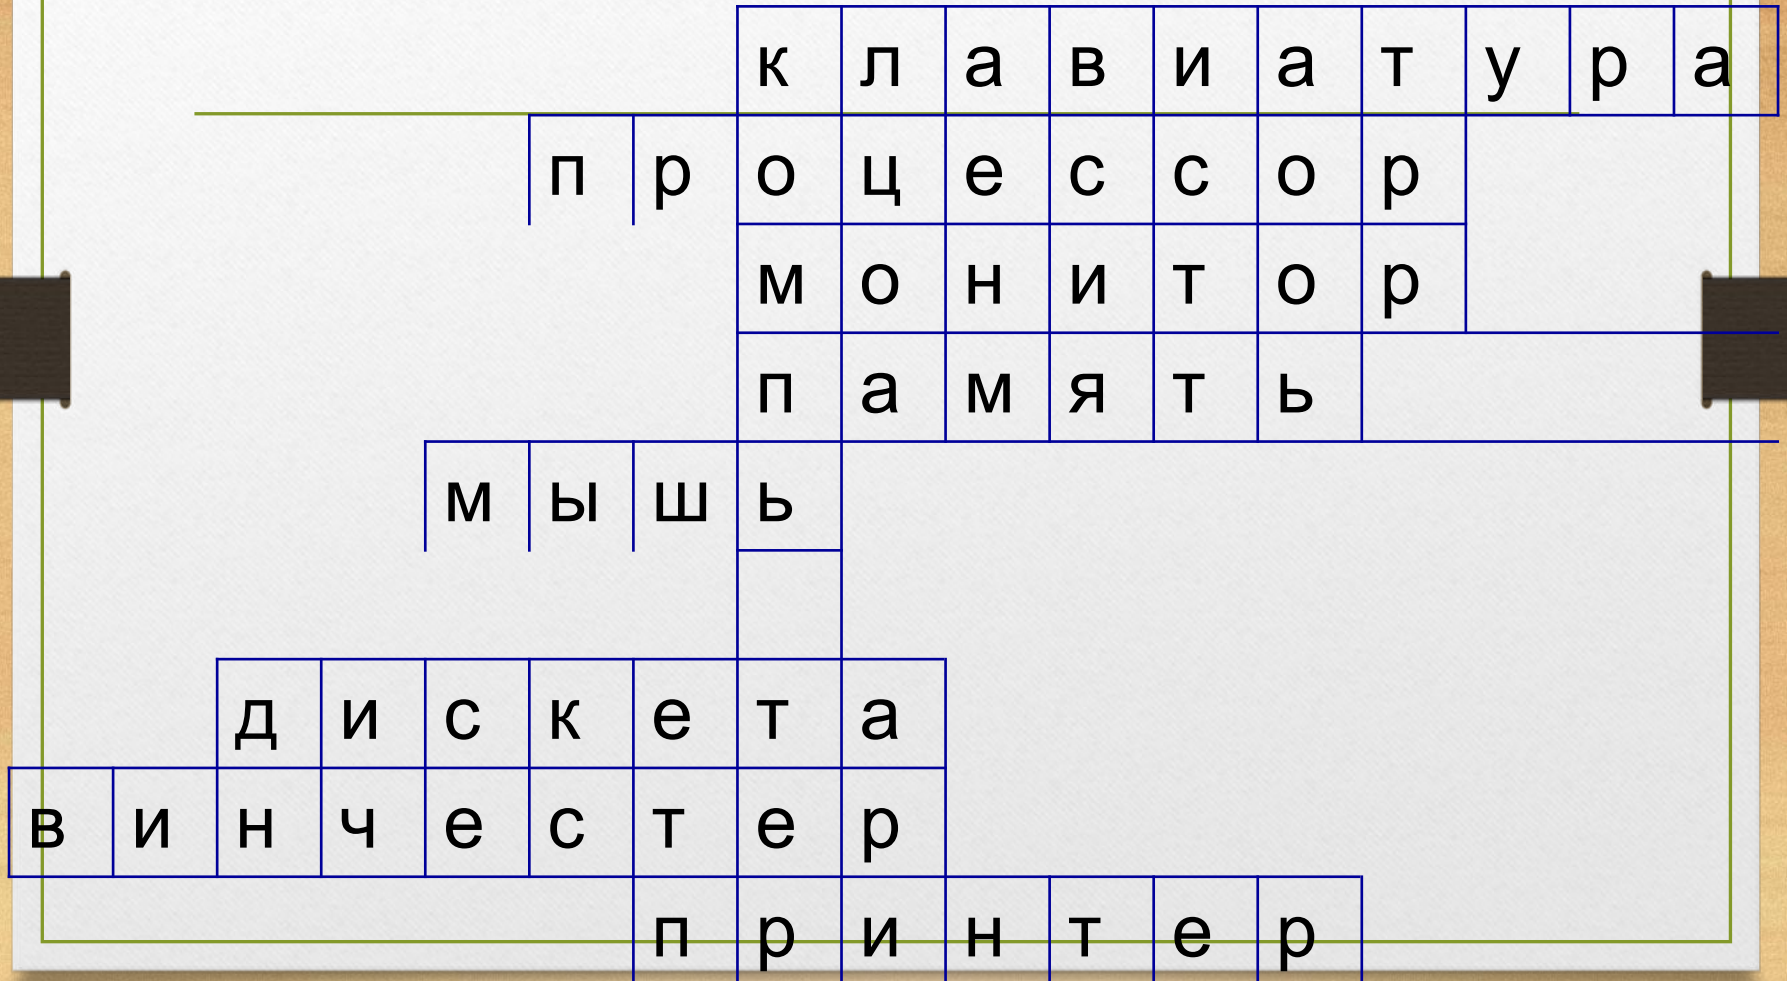 клавиатура
процессор
монитор
память
мышь
дискета
винчестер
принтер